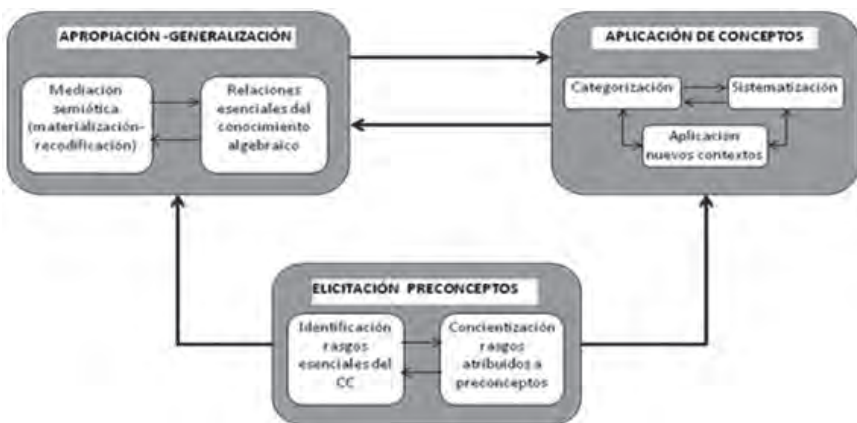 APROPIACIÓN -GENERALIZACIÓN
Mediación
semiótica
(materialización-
recodificación)
Relaciones
esenciales del
conocimiento
algebraico
APLICACIÓN DE CONCEPTOS
Categorización
Sistematización
Aplicación
nuevos contextos
ELICITACIÓN PRECONCEPTOS
Identificación
rasgos
esenciales del
CC
Concientización
rasgos
atribuidos a
preconceptos